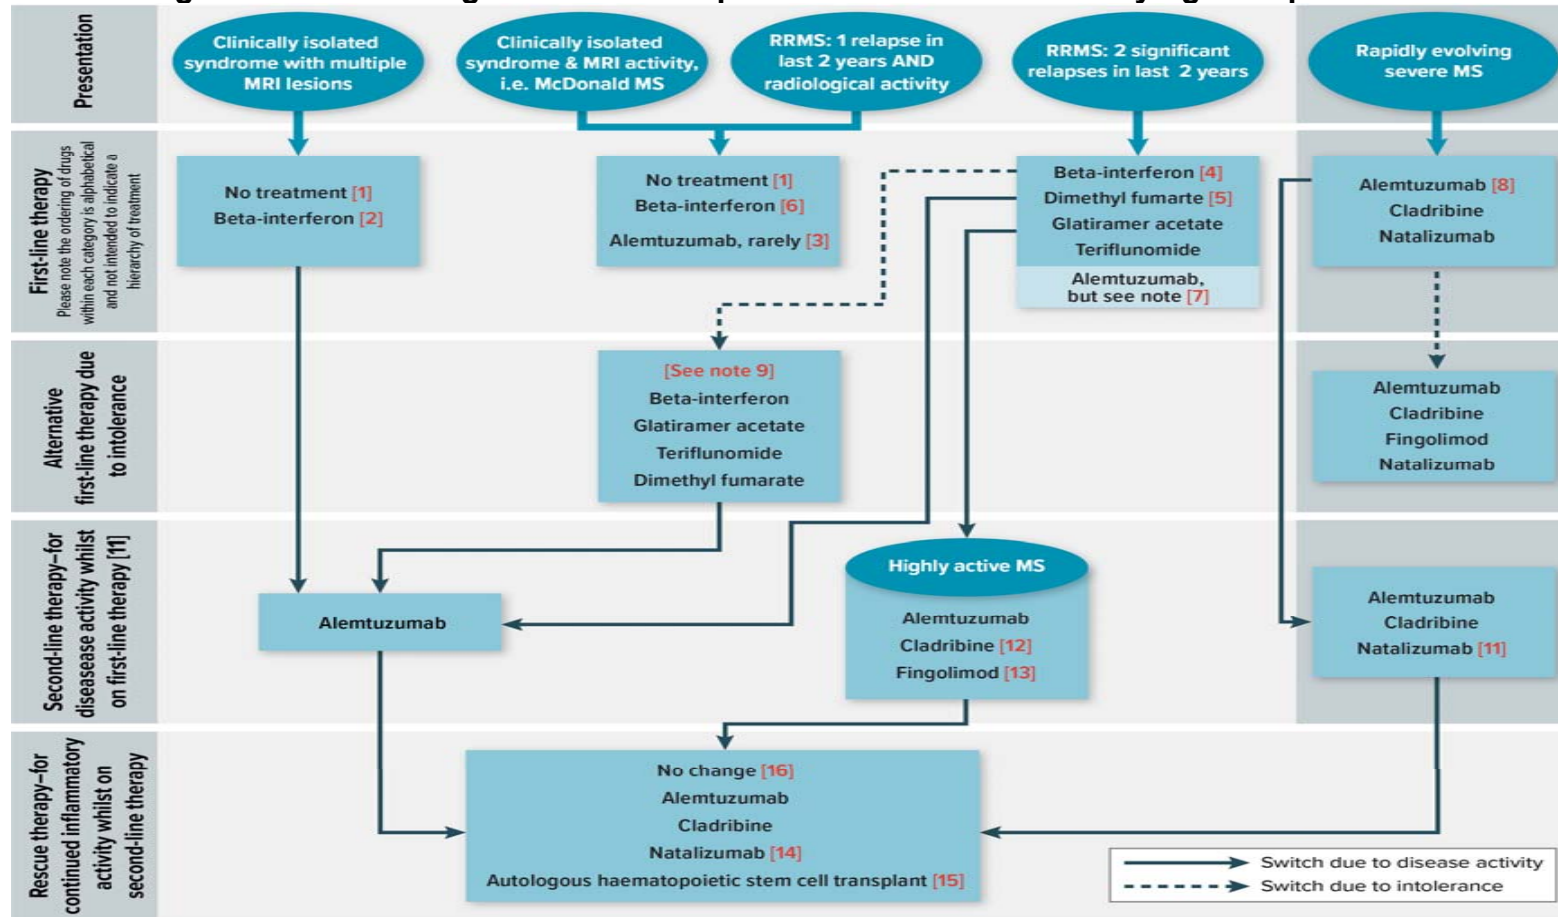 Presentation
Clinically isolated
syndrome with multiple
MRI lesions
Clinically isolated
syndrome & MRI activity,
i.e. McDonald MS
RRMS: 1 relapse in
last 2 years AND
radiological activity
RRMS: 2 significant
relapses in last 2 years
Rapidly evolving
severe MS
First-line therapy
Please note the ordering of drugs
within each category is alphabetical
and not intended to indicate a
hierarchy of treatment
No treatment [1]
Beta-interferon [2]
No treatment [1]
Beta-interferon [6]
Alemtuzumab, rarely [3]
Beta-interferon [4]
Dimethyl fumarte [5]
Glatiramer acetate
Teriflunomide
Alemtuzumab,
but see note [7]
Alemtuzumab [8]
Cladribine
Natalizumab
Alternative
first-line therapy due
to intolerance
[See note 9]
Beta-interferon
Glatiramer acetate
Teriflunomide
Dimethyl fumarate
Alemtuzumab
Cladribine
Fingolimod
Natalizumab
Second-line therapy–for
diseasease activity whilst
on first-line therapy [11]
Alemtuzumab
Highly active MS
Alemtuzumab
Cladribine [12]
Fingolimod [13]
Alemtuzumab
Cladribine
Natalizumab [11]
Rescue therapy–for
continued inflammatory
activity whilst on
second-line therapy
No change [16]
Alemtuzumab
Cladribine
Natalizumab [14]
Autologous haematopoietic stem cell transplant [15]
Switch due to disease activity
Switch due to intolerance